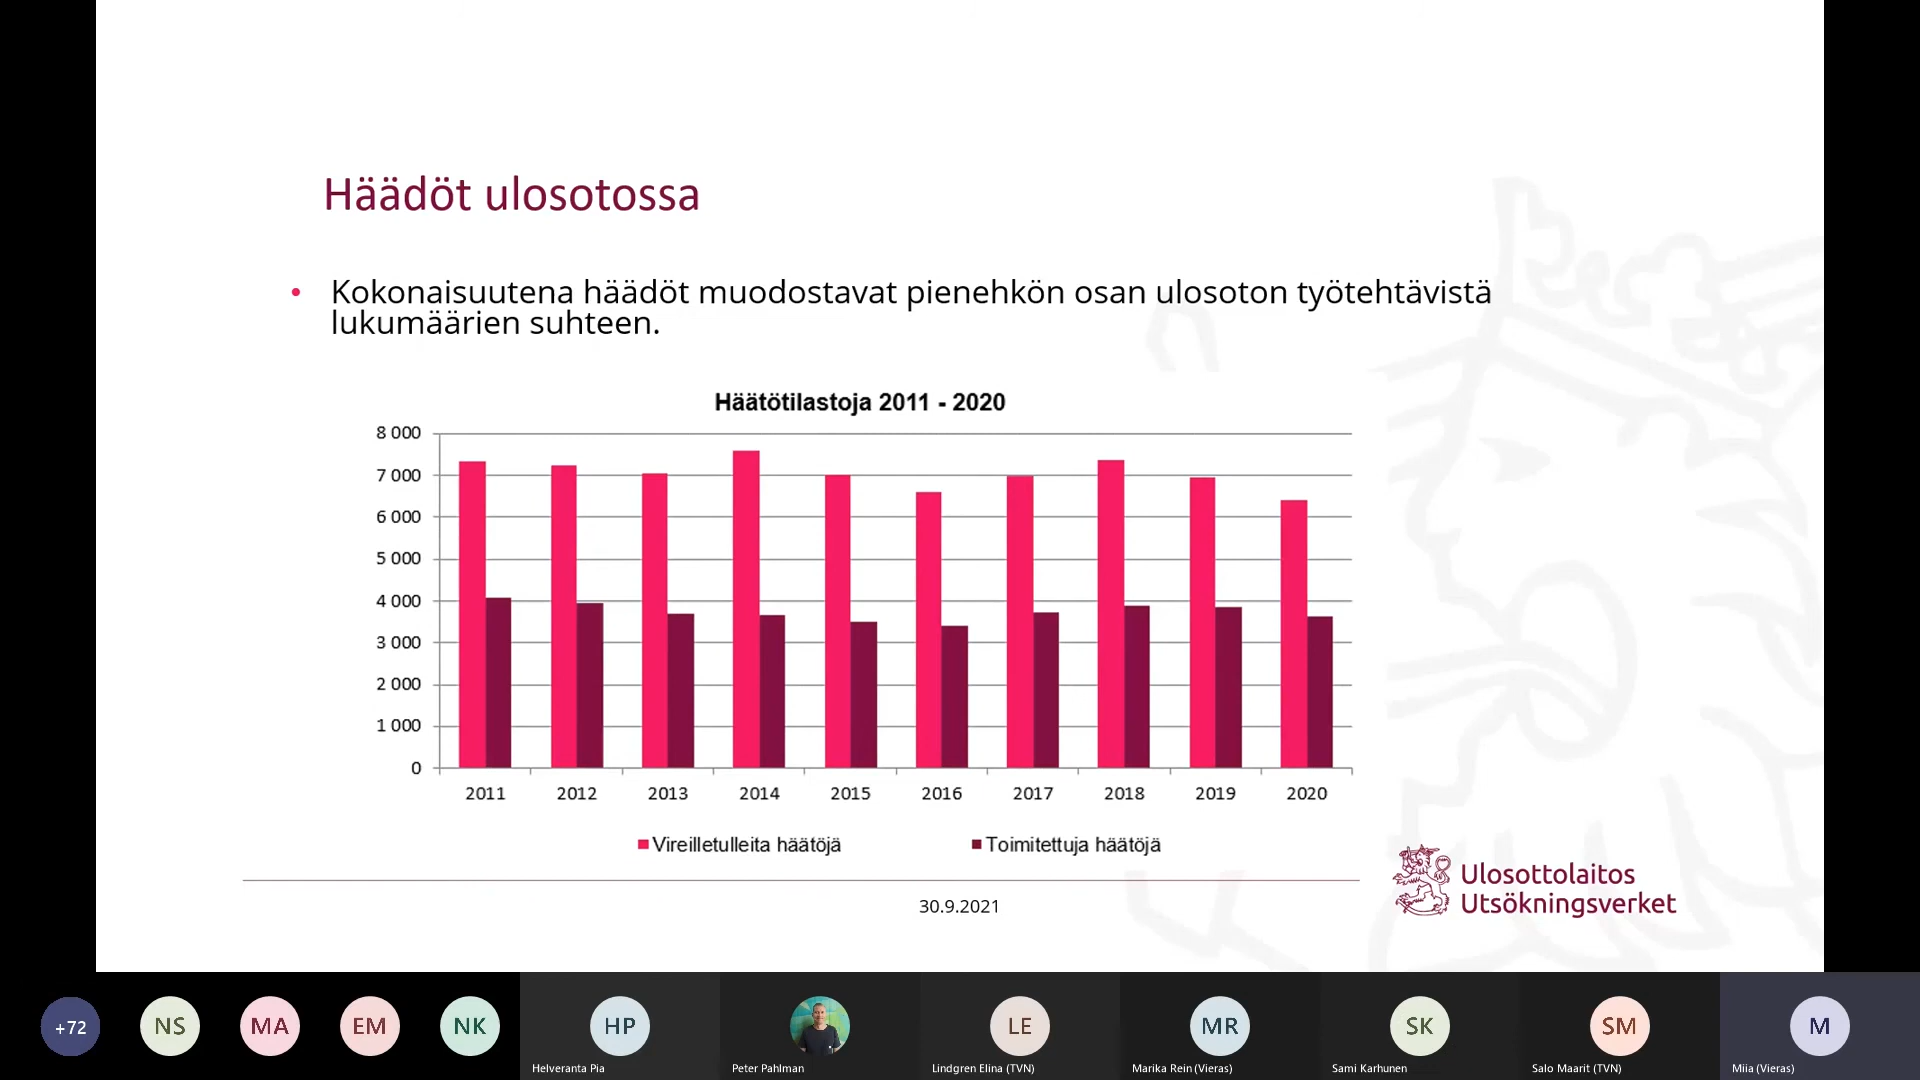 Häädöt ulosotossa
• Kokonaisuutena häädöt muodostavat pienehkön osan ulosoton työtehtävistä
lukumäärien suhteen.
Häätötilastoja 2011 - 2020
8 000
7 000
6 000
5 000
4 000
3 000
2 000
1 000
0
2011 2012 2013 2014 2015 2016 2017 2018 2019 2020
Vireilletulleita häätöjä Toimitettuja häätöjä
Ulosottolaitos
Utsökningsverket
30.9.2021
+72 NS MA EM NK HP LE MR SK SM M
Helveranta Pia Peter Pahlman Lindgren Elina (TVN) Marika Rein (Vieras) Sami Karhunen Salo Maarit (TVN) Miia (Vieras)